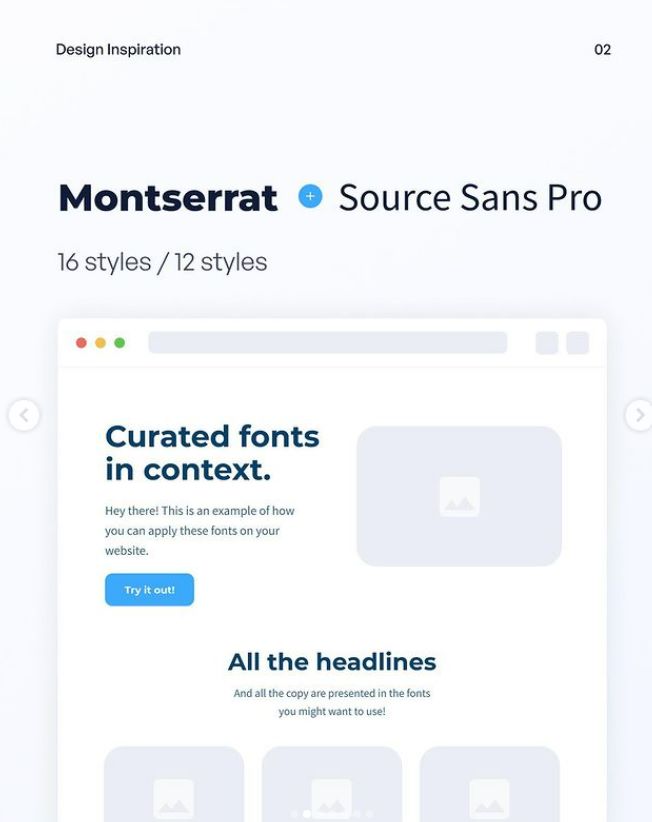 Design Inspiration 02
Montserrat + Source Sans Pro
16 styles / 12 styles
Curated fonts
in context.
Hey there! This is an example of how
you can apply these fonts on your
website.
Try it out!
All the headlines
And all the copy are presented in the fonts
you might want to use!